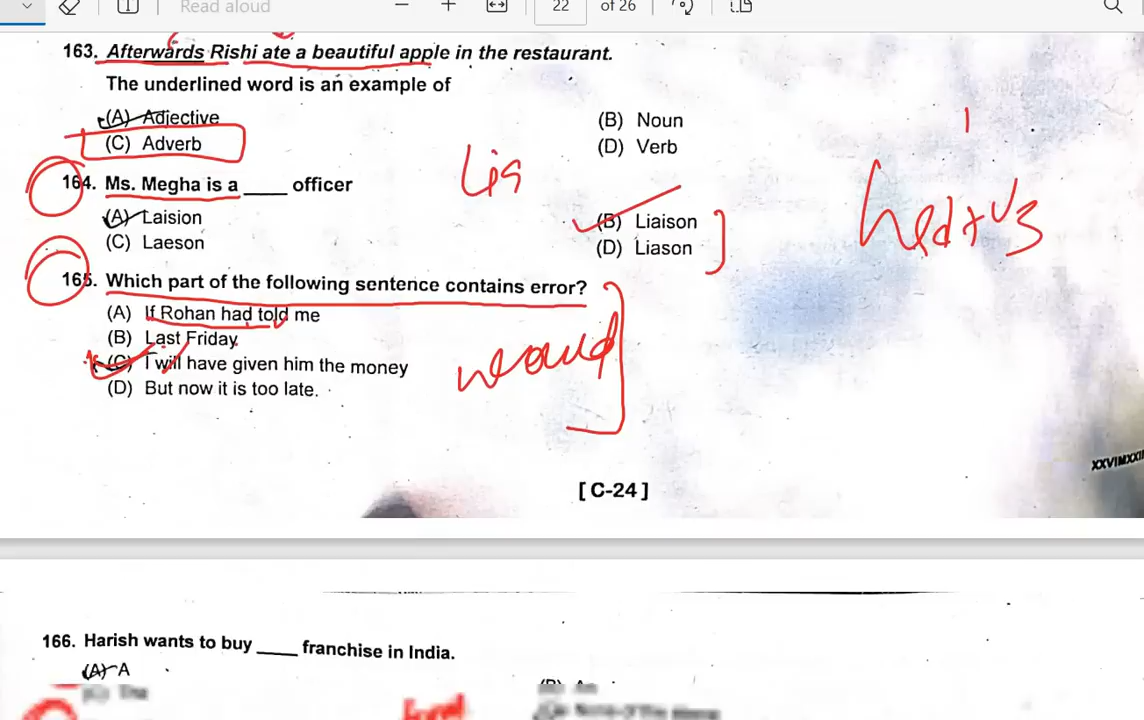 Read aloud
22 of 26
163. Afterwards Rishi ate a beautiful apple in the restaurant.
The underlined word is an example of
(A) Adjective
(B) Noun
(C) Adverb
(D) Verb
Lis
164. Ms. Megha is a ____ officer
(A) Laision
(B) Liaison
(C) Laeson
(D) Liason
165. Which part of the following sentence contains error?
(A) If Rohan had told me
(B) Last Friday
(C) I will have given him the money
(D) But now it is too late.
would
[ C-24 ]
166. Harish wants to buy ____ franchise in India.
(A) A